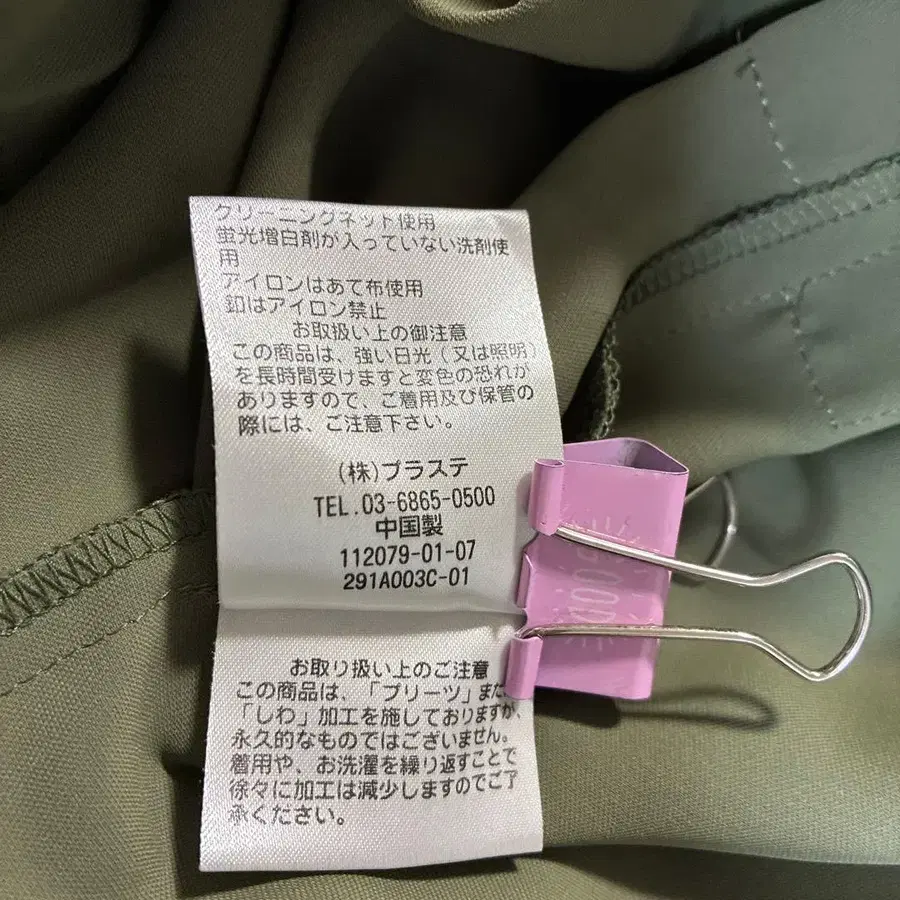 クリーニングネット使用
蛍光増白剤が入っていない洗剤使
用
アイロンはあて布使用
釦はアイロン禁止
お取扱い上の御注意
この商品は、強い日光(又は照明)
を長時間受けますと変色の恐れが
ありますので、ご着用及び保管の
際には、ご注意下さい。
(株)プラステ
TEL.03-6865-0500
中国製
112079-01-07
291A003C-01
お取り扱い上のご注意
この商品は、「プリーツ」また
「しわ」加工を施しておりますが、
永久的なものではございません。
着用や、お洗濯を繰り返すことで
徐々に加工は減少しますのでご了
承ください。